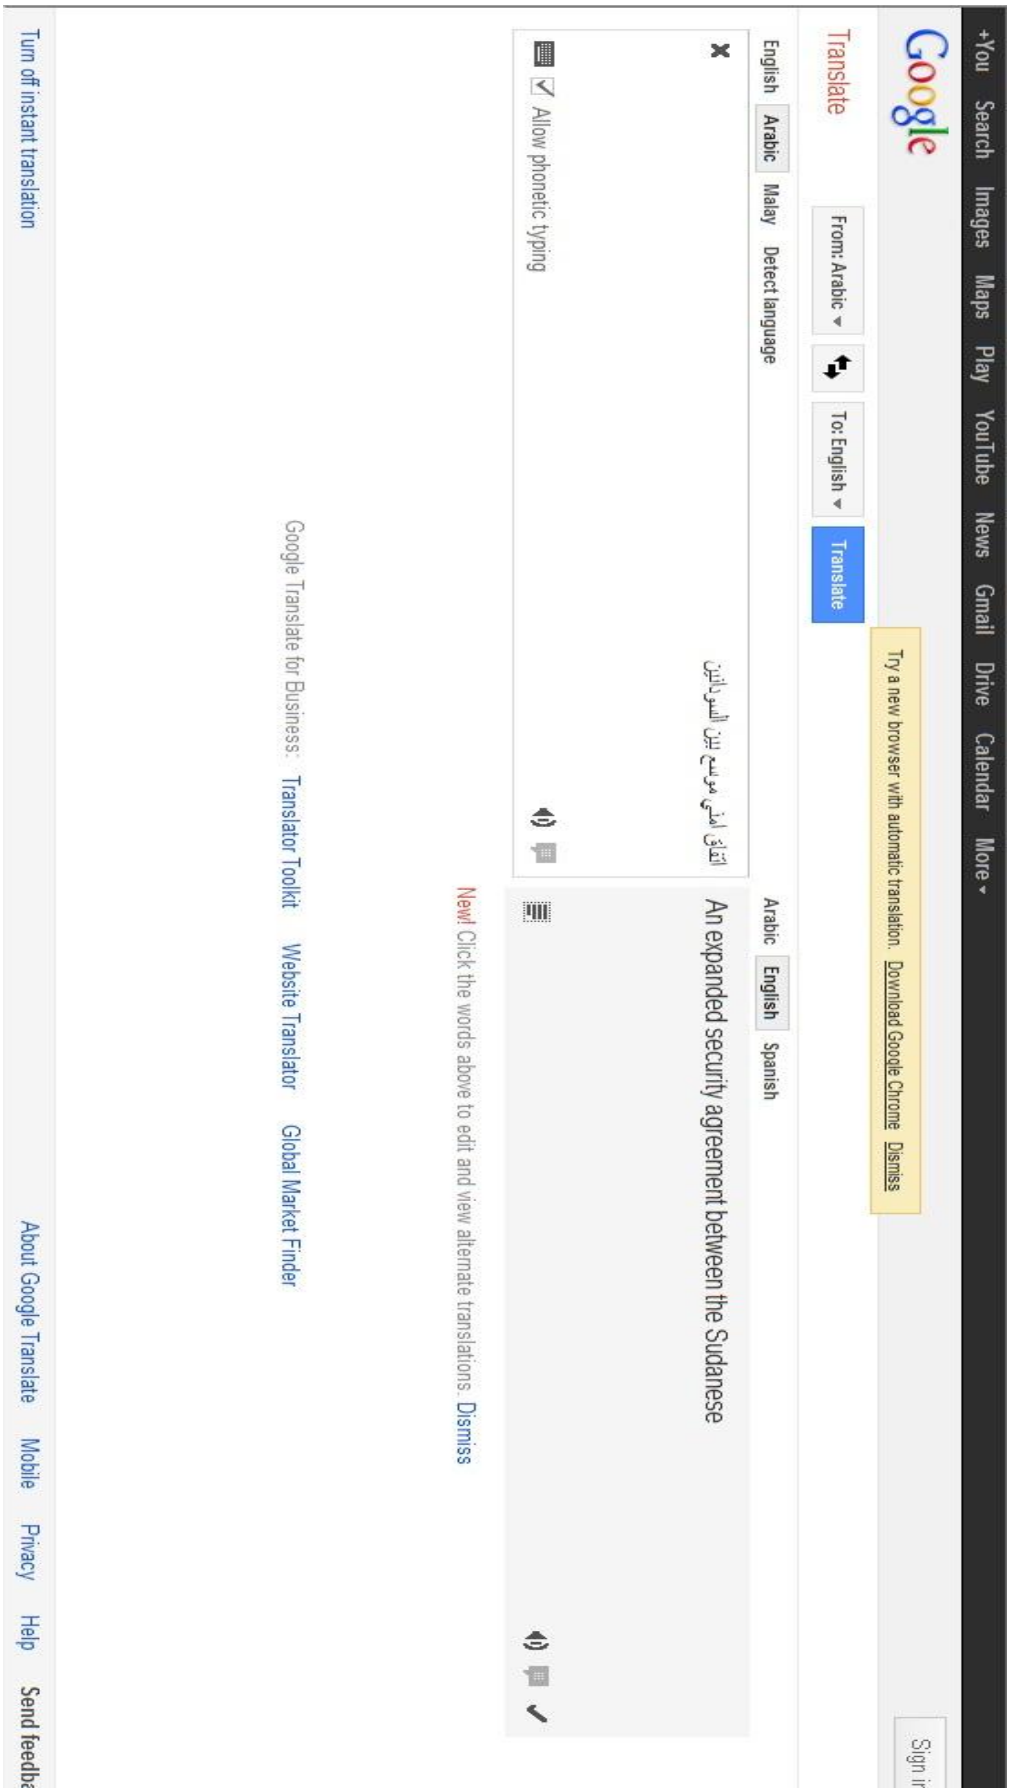 +You Search Images Maps Play YouTube News Gmail Drive Calendar More
Google
Try a new browser with automatic translation. Download Google Chrome Dismiss
Sign in
Translate
From: Arabic
To: English
Translate
English Arabic Malay Detect language
Arabic English Spanish
اتفاق امني موسع بين السودانين
An expanded security agreement between the Sudanese
Allow phonetic typing
New! Click the words above to edit and view alternate translations. Dismiss
Google Translate for Business: Translator Toolkit Website Translator Global Market Finder
Turn off instant translation
About Google Translate Mobile Privacy Help Send feedba